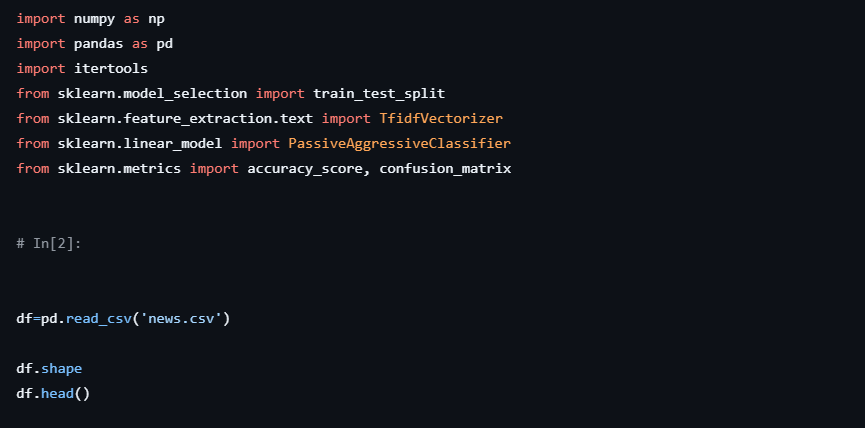 import numpy as np
import pandas as pd
import itertools
from sklearn.model_selection import train_test_split
from sklearn.feature_extraction.text import TfidfVectorizer
from sklearn.linear_model import PassiveAggressiveClassifier
from sklearn.metrics import accuracy_score, confusion_matrix
# In[2]:
df=pd.read_csv('news.csv')
df.shape
df.head()